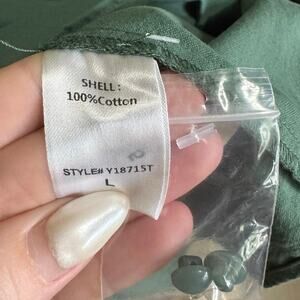 SHELL:
100%Cotton
STYLE# Y18715T
L